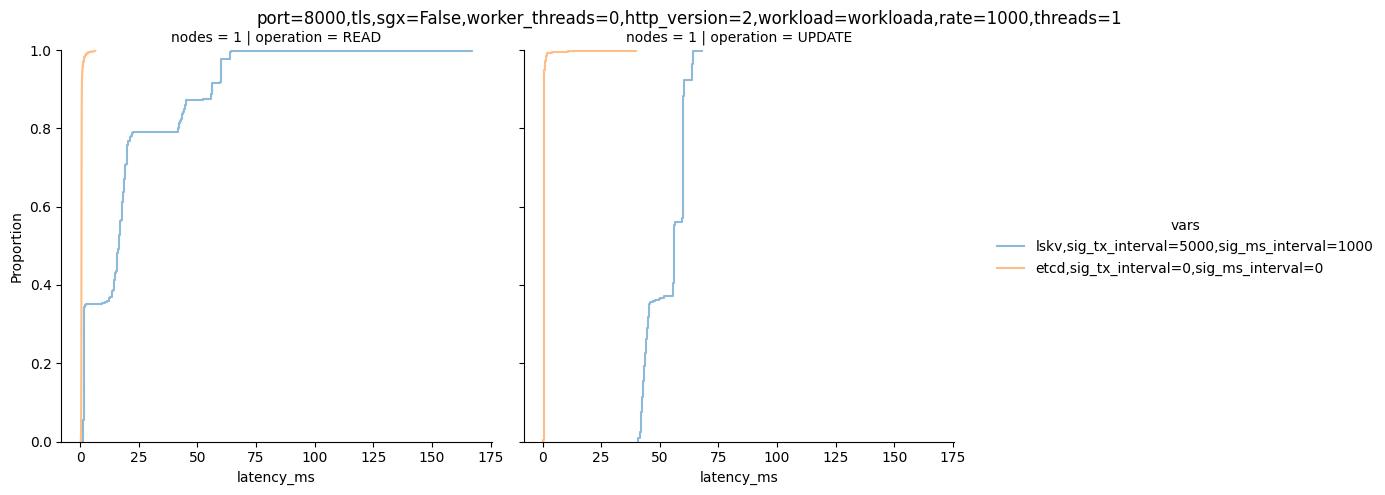 port=8000,tls,sgx=False,worker_threads=0,http_version=2,workload=workloada,rate=1000,threads=1
nodes = 1 | operation = READ
nodes = 1 | operation = UPDATE
1.0
0.8
0.6
0.4
0.2
0.0
Proportion
0 25 50 75 100 125 150 175
latency_ms
0 25 50 75 100 125 150 175
latency_ms
vars
lskv,sig_tx_interval=5000,sig_ms_interval=1000
etcd,sig_tx_interval=0,sig_ms_interval=0